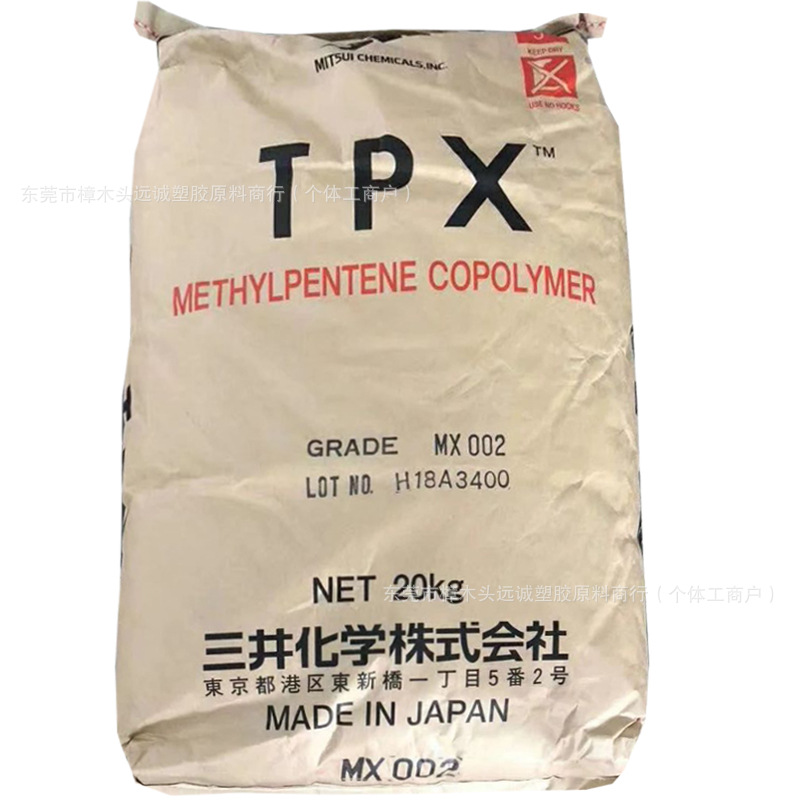 MITSUI CHEMICALS, INC.
KEEP DRY
USE NO HOOKS
TPX™
东莞市樟木头远诚塑胶原料商行（个体工商户）
METHYLPENTENE COPOLYMER
GRADE MX 002
LOT NO. H18A3400
NET 20kg
东莞市樟木头远诚塑胶原料商行（个体工商户）
三井化学株式会社
東京都港区東新橋一丁目5番2号
MADE IN JAPAN
MX 002